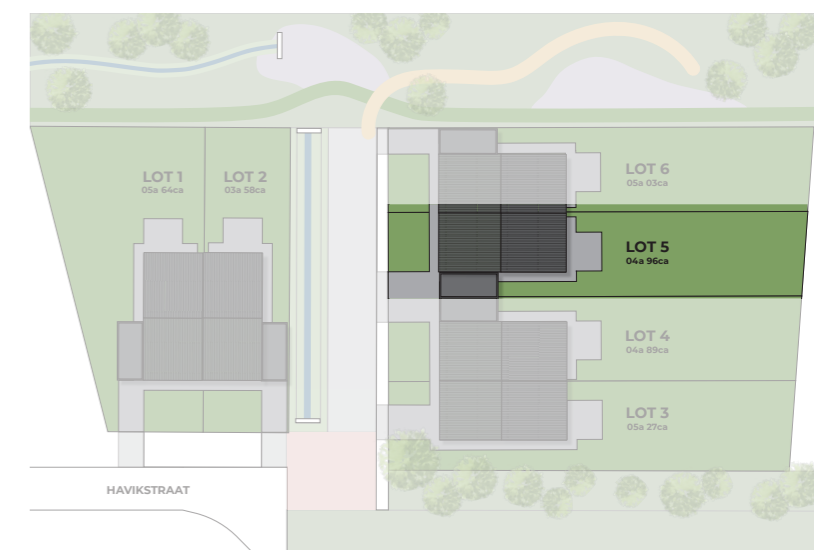 LOT 1
05a 64ca
LOT 2
03a 58ca
LOT 6
05a 03ca
LOT 5
04a 96ca
LOT 4
04a 89ca
LOT 3
05a 27ca
HAVIKSTRAAT